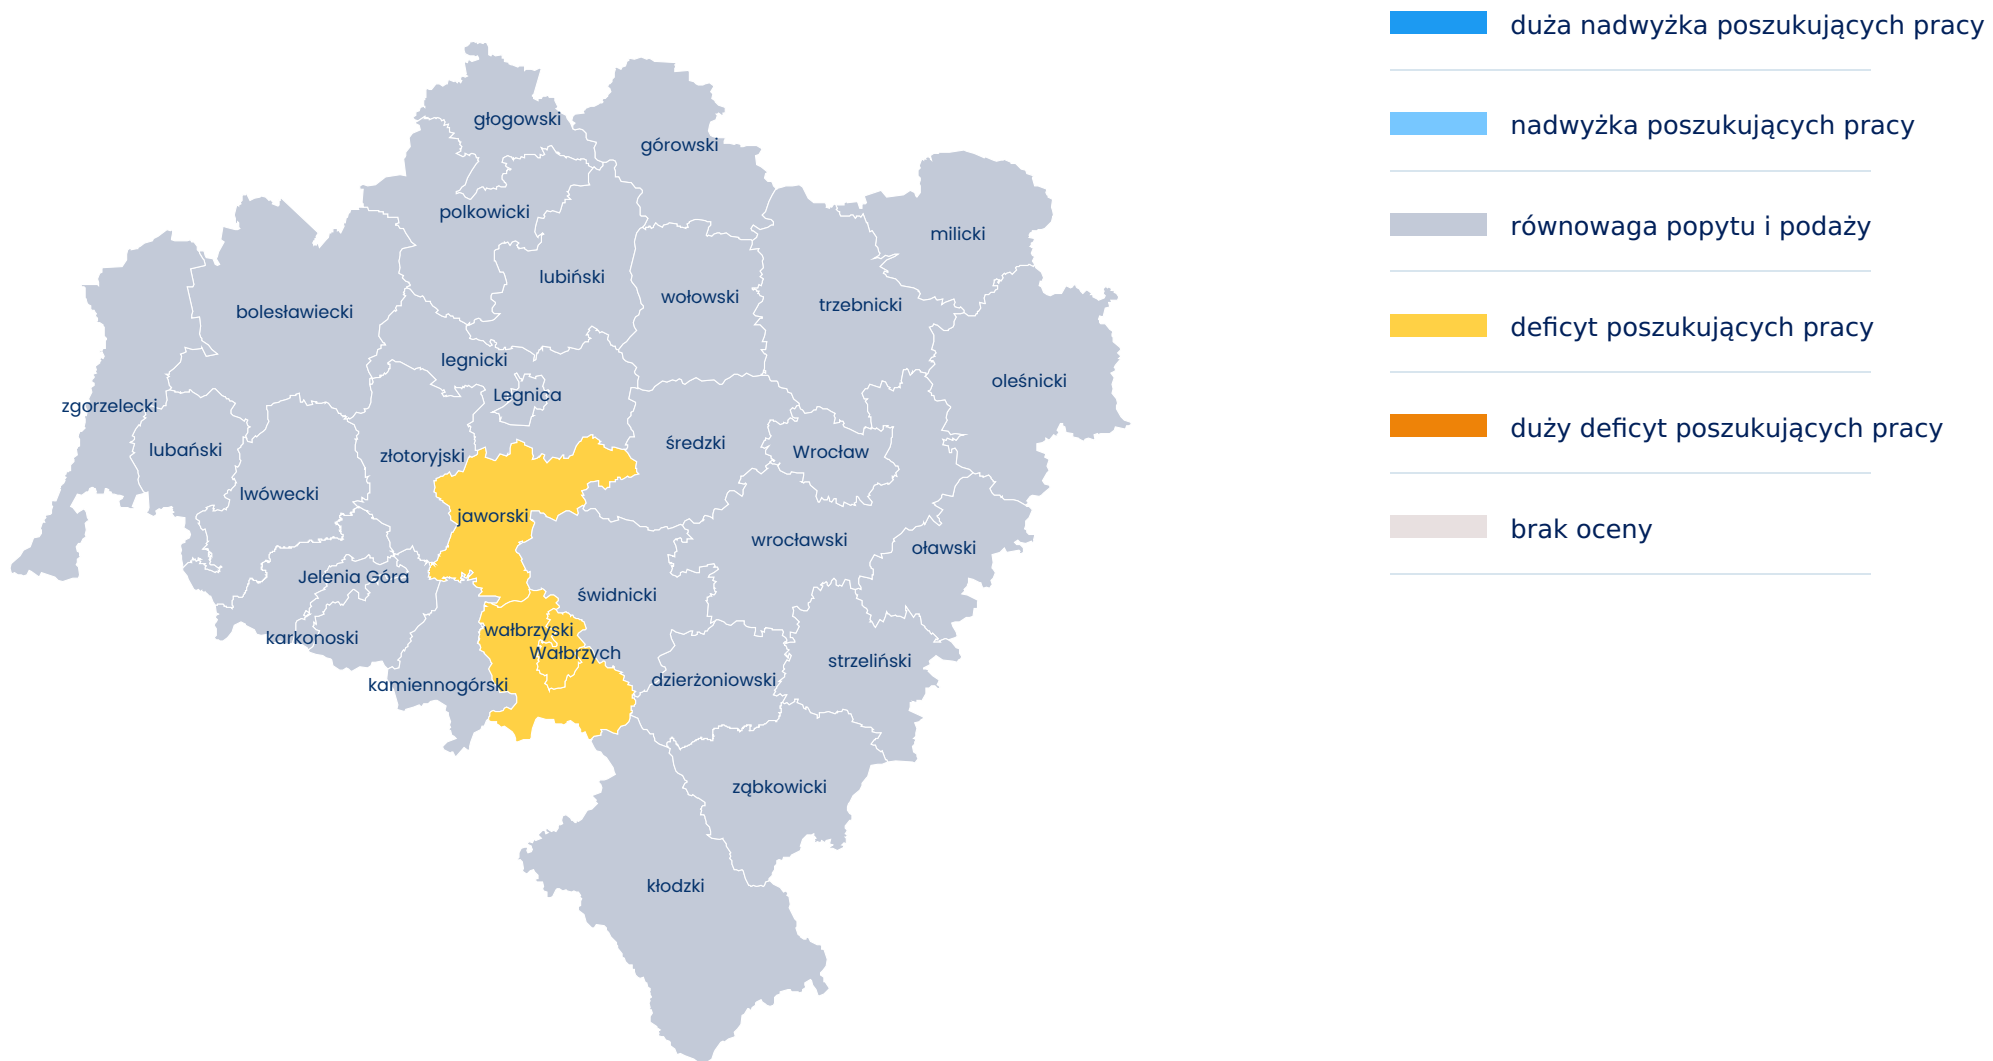 duża nadwyżka poszukujących pracy
nadwyżka poszukujących pracy
równowaga popytu i podaży
deficyt poszukujących pracy
duży deficyt poszukujących pracy
brak oceny
głogowski
górowski
polkowicki
milicki
lubiński
wołowski
trzebnicki
bolesławiecki
legnicki
oleśnicki
Legnica
zgorzelecki
lubański
złotoryjski
średzki
Wrocław
lwówecki
jaworski
wrocławski
oławski
Jelenia Góra
świdnicki
karkonoski
wałbrzyski
Wałbrzych
strzeliński
kamiennogórski
dzierżoniowski
ząbkowicki
kłodzki